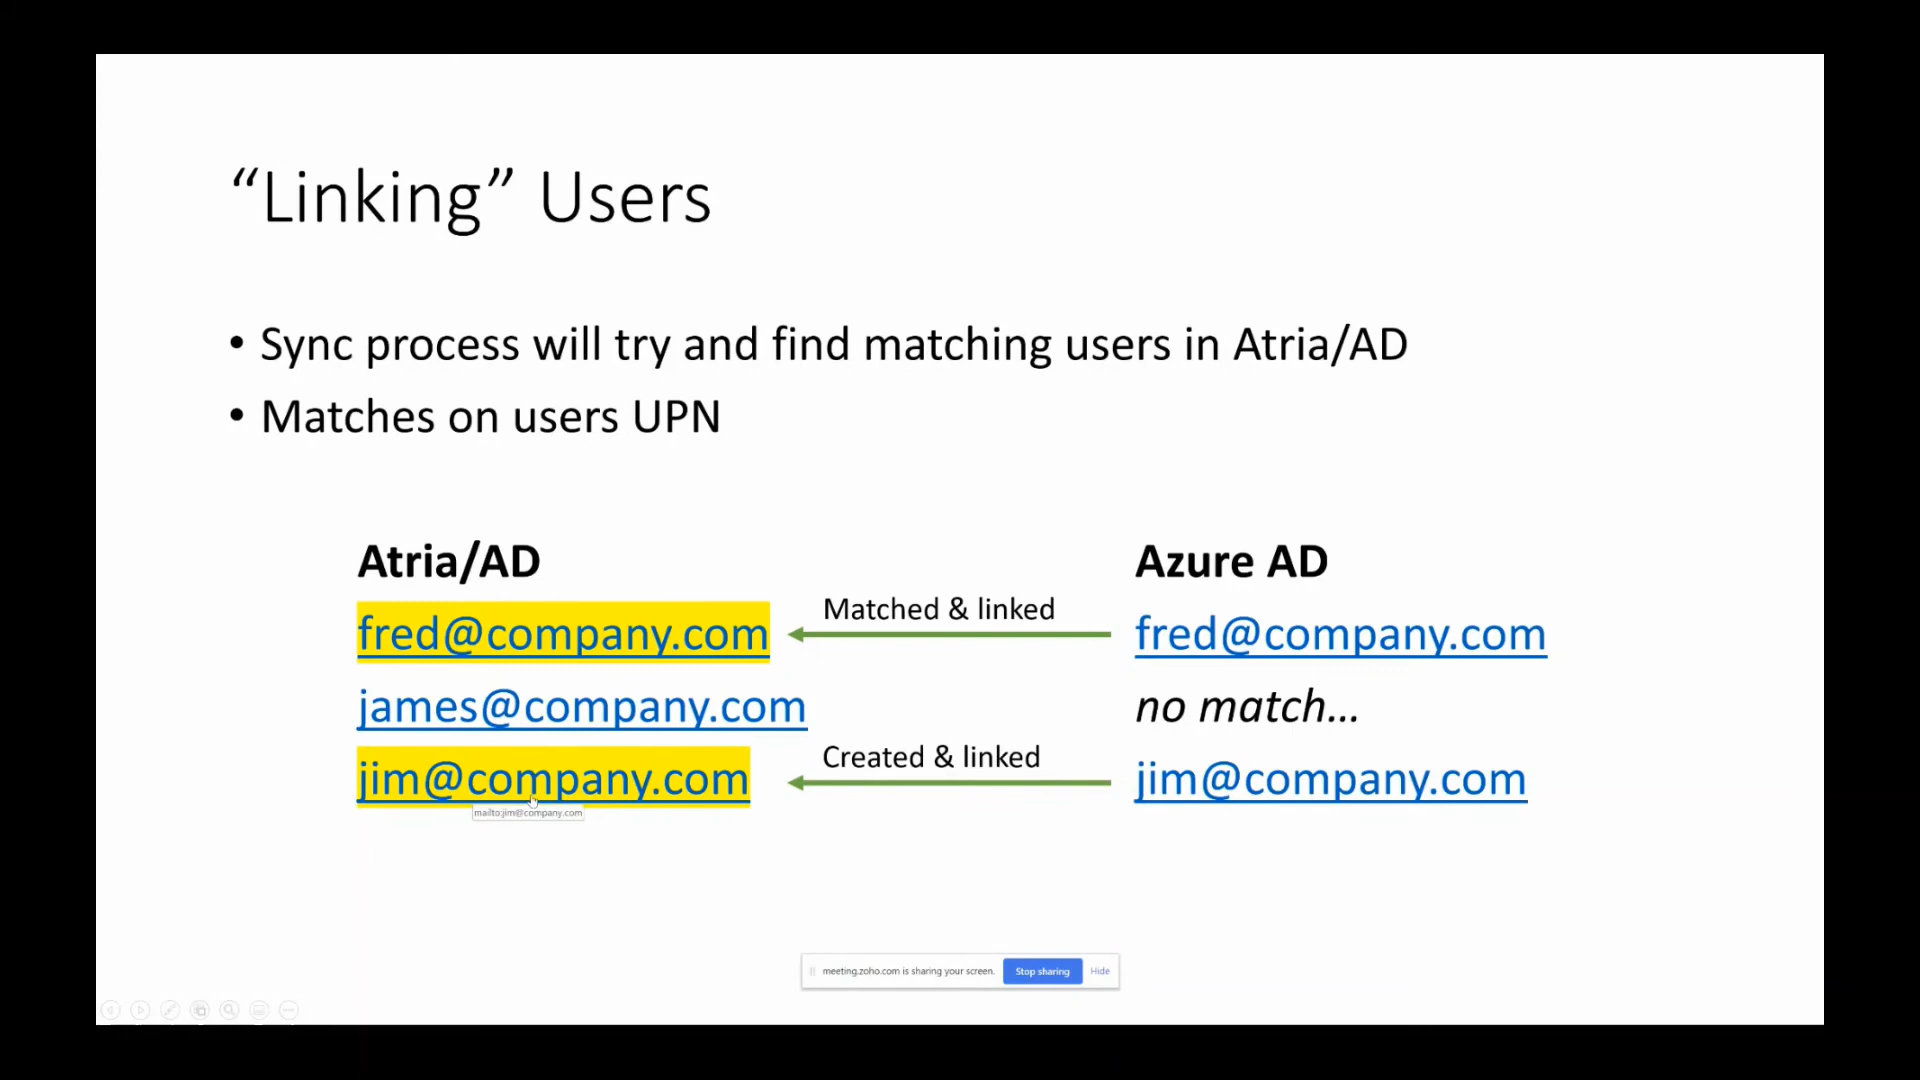 “Linking” Users
• Sync process will try and find matching users in Atria/AD
• Matches on users UPN
Atria/AD
Azure AD
fred@company.com
Matched & linked
fred@company.com
james@company.com
no match...
jim@company.com
Created & linked
jim@company.com
mailto:jim@company.com
meeting.zoho.com is sharing your screen.
Stop sharing
Hide